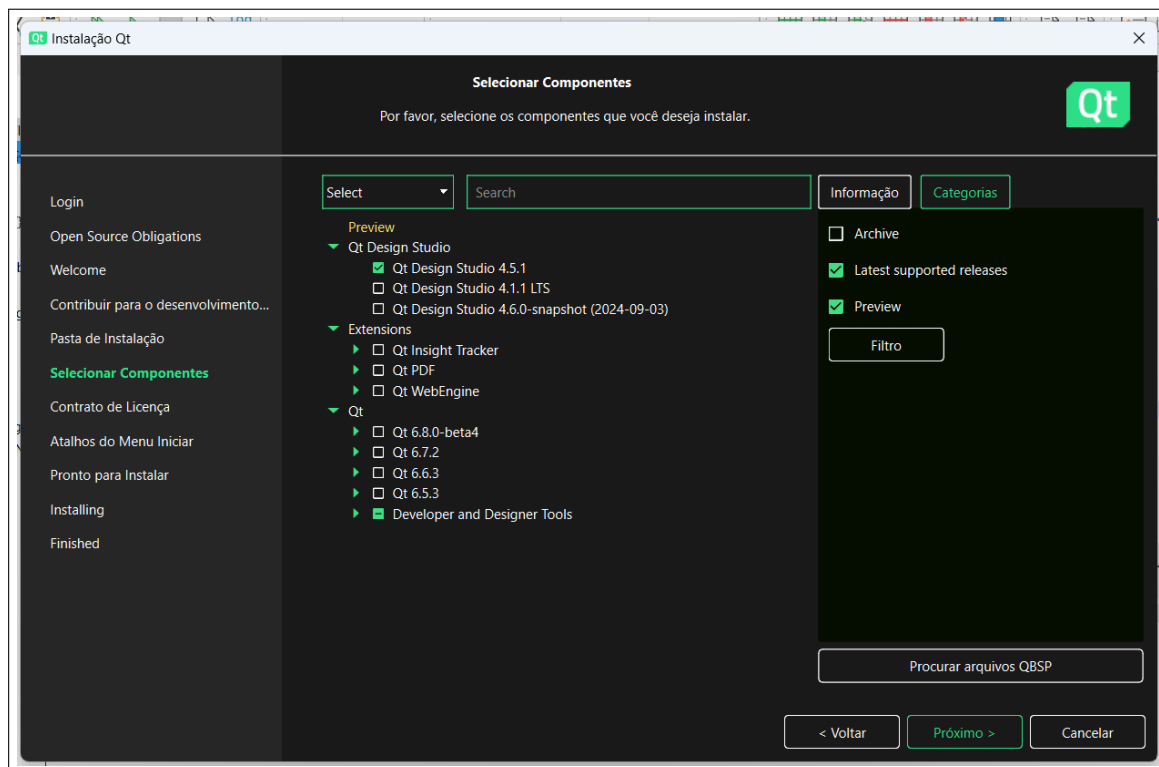 Qt Instalação Qt
Selecionar Componentes
Por favor, selecione os componentes que você deseja instalar.
Qt
Login
Open Source Obligations
Welcome
Contribuir para o desenvolvimento...
Pasta de Instalação
Selecionar Componentes
Contrato de Licença
Atalhos do Menu Iniciar
Pronto para Instalar
Installing
Finished
Select
Search
Preview
Qt Design Studio
Qt Design Studio 4.5.1
Qt Design Studio 4.1.1 LTS
Qt Design Studio 4.6.0-snapshot (2024-09-03)
Extensions
Qt Insight Tracker
Qt PDF
Qt WebEngine
Qt
Qt 6.8.0-beta4
Qt 6.7.2
Qt 6.6.3
Qt 6.5.3
Developer and Designer Tools
Informação Categorias
Archive
Latest supported releases
Preview
Filtro
Procurar arquivos QBSP
< Voltar Próximo > Cancelar